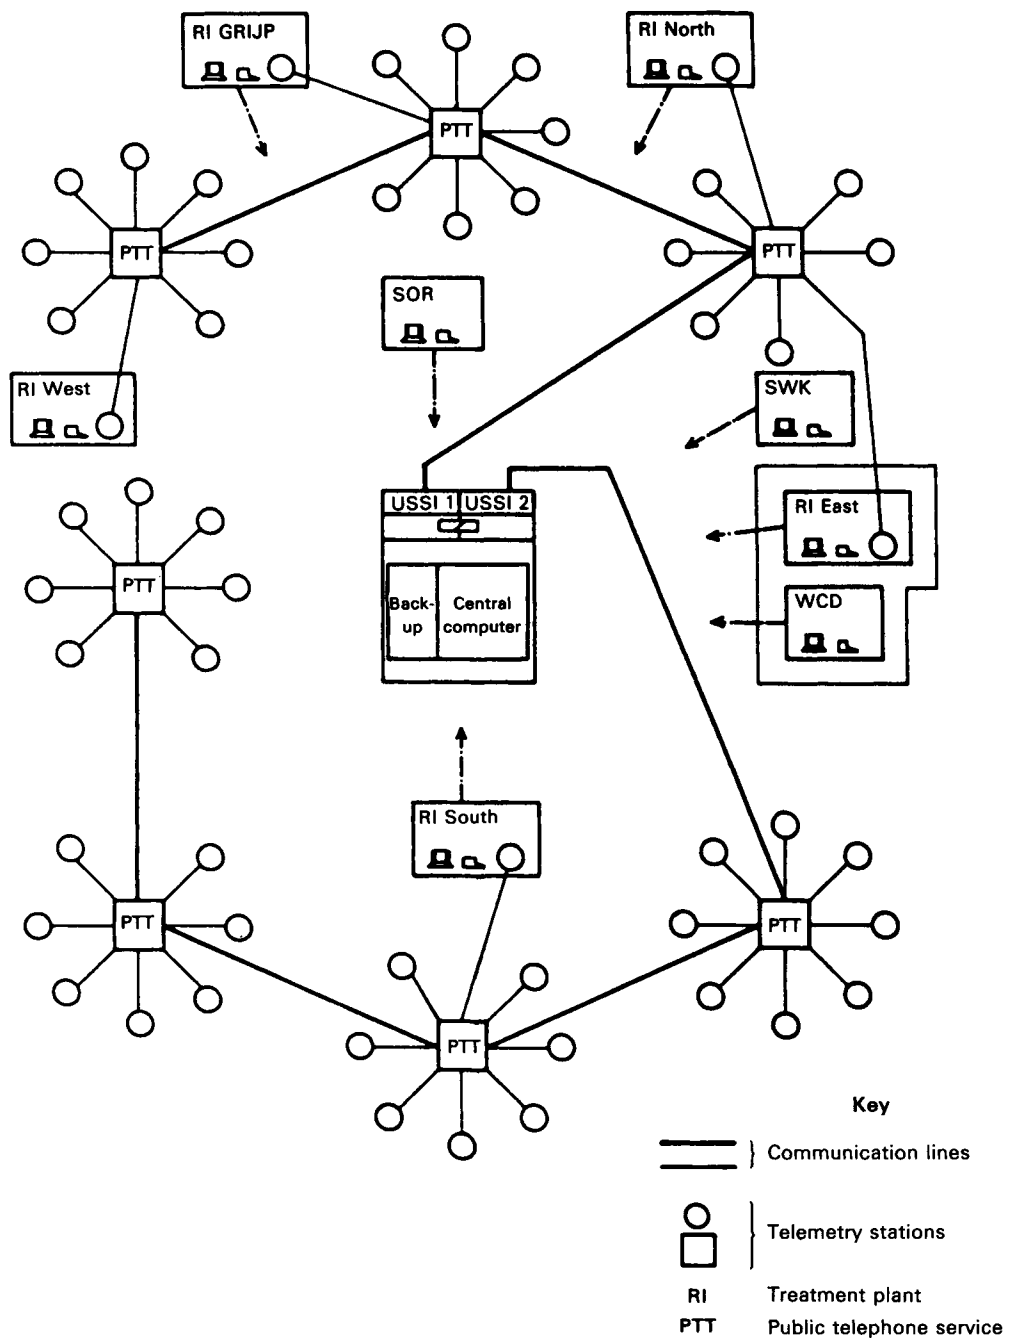 RI GRIJP
RI North
PTT
PTT
PTT
SOR
RI West
SWK
USSI 1 USSI 2
RI East
PTT
Back-
up
Central
computer
WCD
RI South
PTT
PTT
PTT
Key
Communication lines
Telemetry stations
RI Treatment plant
PTT Public telephone service